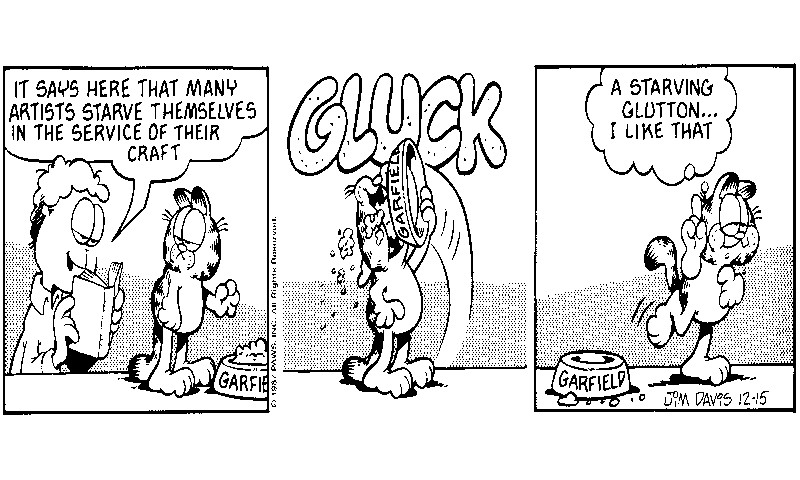 IT SAYS HERE THAT MANY
ARTISTS STARVE THEMSELVES
IN THE SERVICE OF THEIR
CRAFT
GARFIE
GLUCK
GARFIELD
A STARVING
GLUTTON...
I LIKE THAT
GARFIELD
JIM DAVIS 12-15